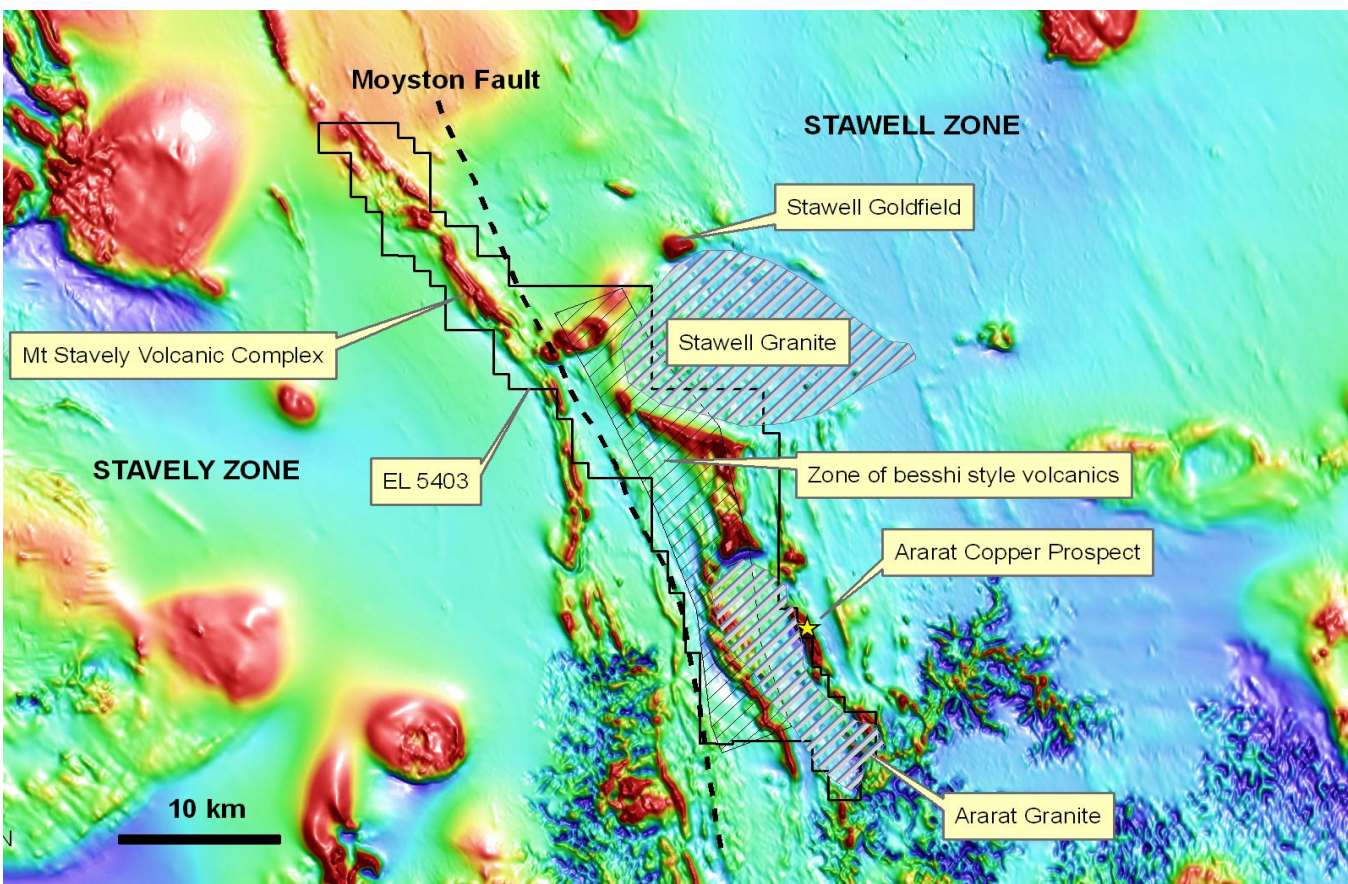 Moyston Fault
STAWELL ZONE
Stawell Goldfield
Stawell Granite
Mt Stavely Volcanic Complex
STAVELY ZONE
EL 5403
Zone of besshi style volcanics
Ararat Copper Prospect
10 km
Ararat Granite
N